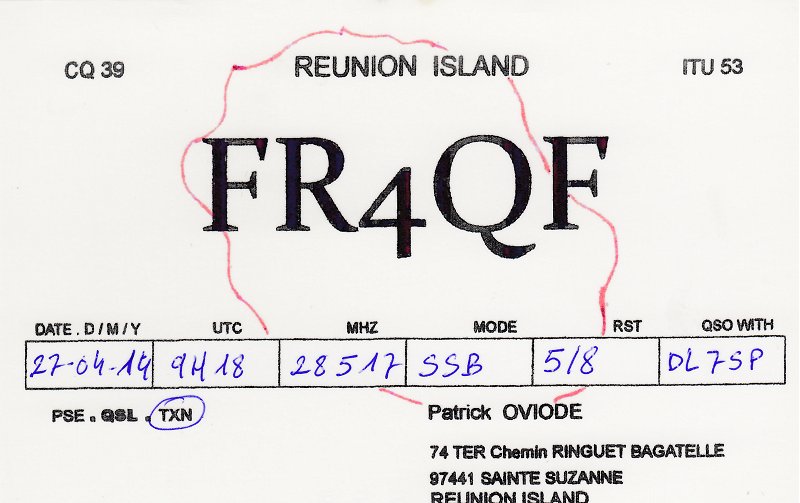 CQ 39 REUNION ISLAND ITU 53
FR4QF
DATE . D / M / Y UTC MHZ MODE RST QSO WITH
27-04-14 9H18 28517 SSB 5/8 DL7SP
PSE . QSL . TXN
Patrick OVIODE
74 TER Chemin RINGUET BAGATELLE
97441 SAINTE SUZANNE
REUNION ISLAND